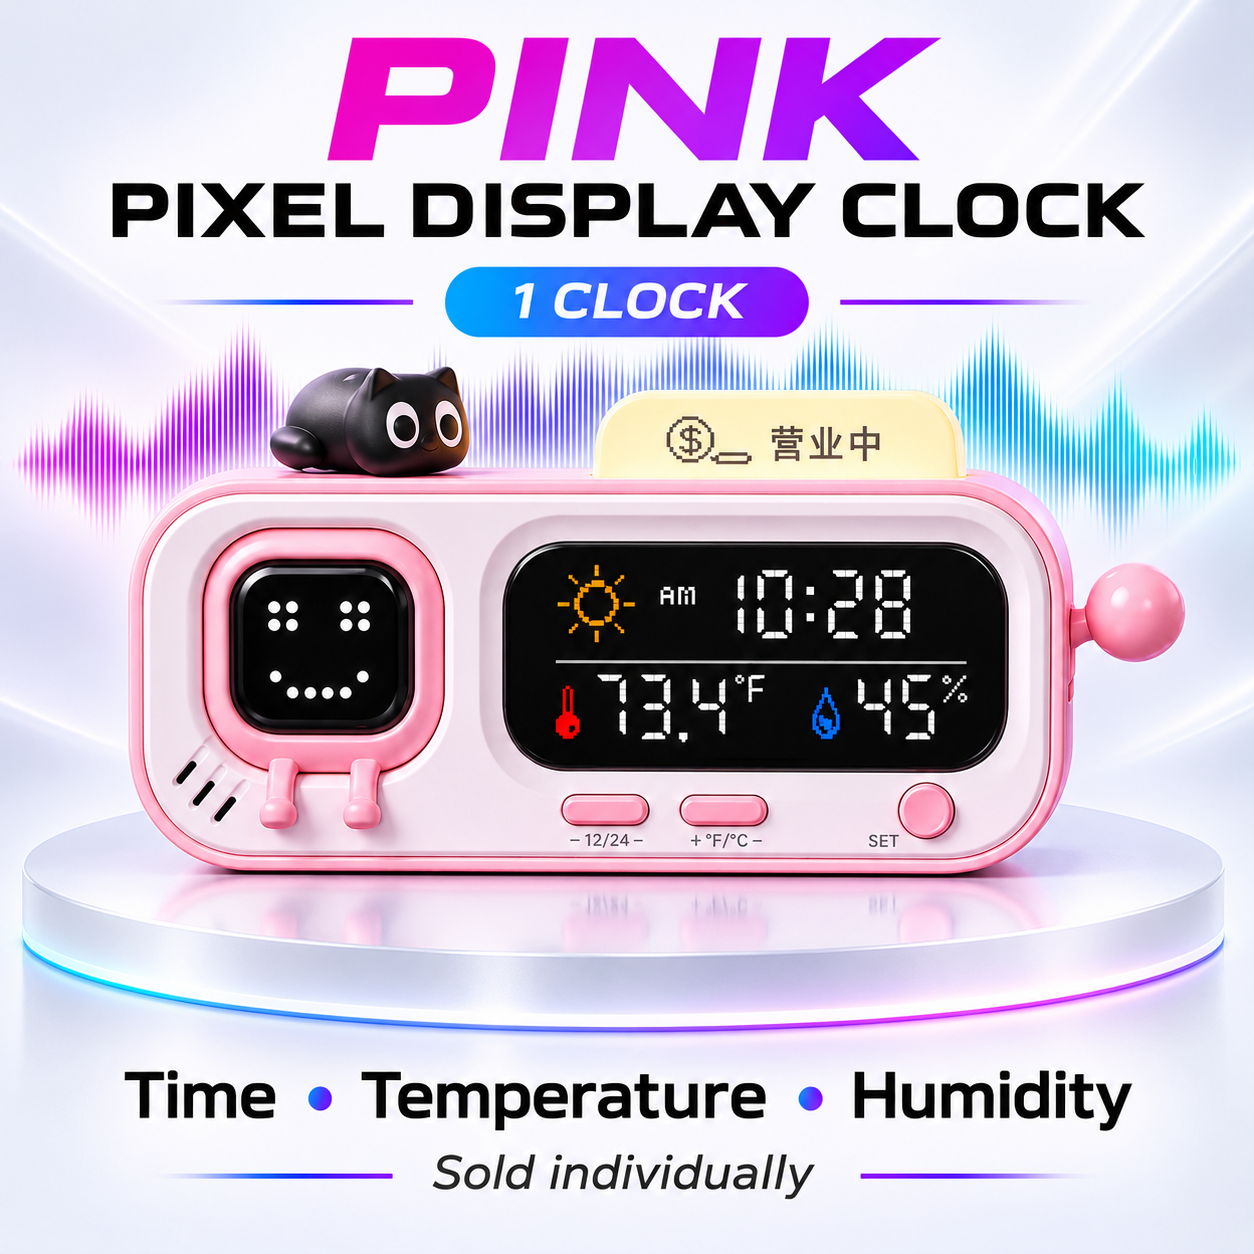 PINK
PIXEL DISPLAY CLOCK
1 CLOCK
$ 营业中
AM 10:28
73.4°F 45%
–12/24– +°F/°C– SET
Time • Temperature • Humidity
Sold individually